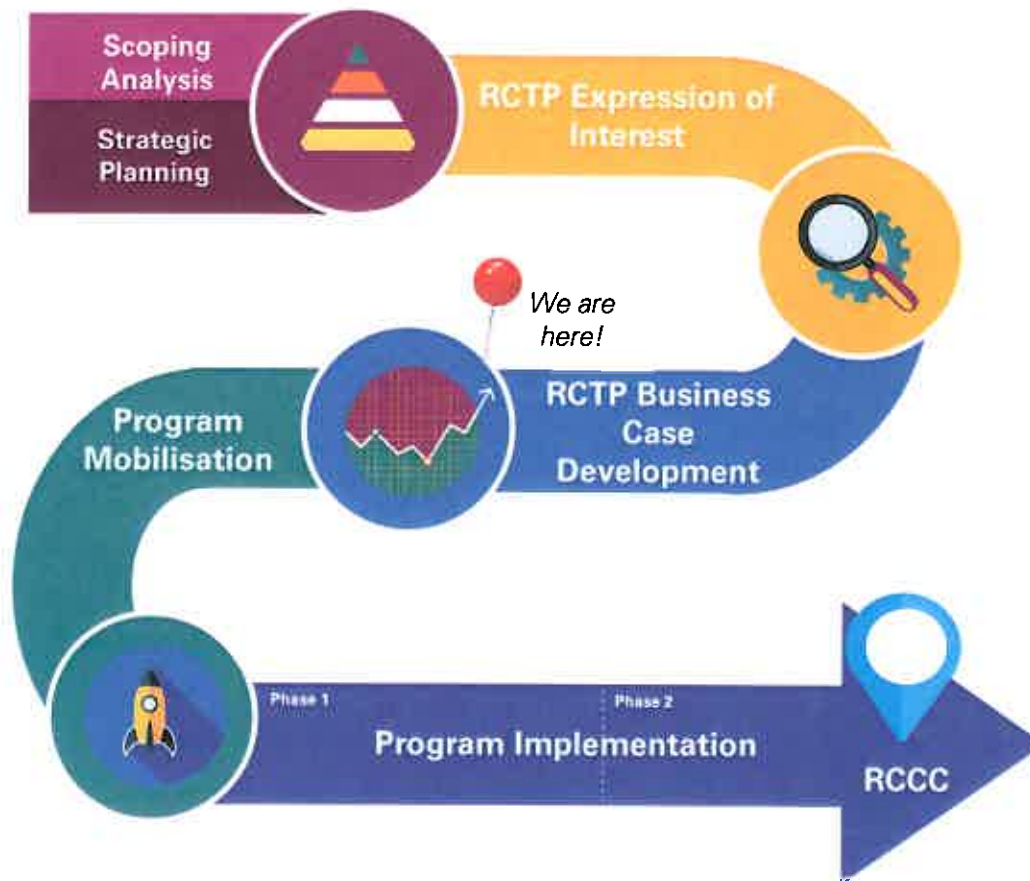 Scoping
Analysis
Strategic
Planning
RCTP Expression of
Interest
We are
here!
RCTP Business
Case
Development
Program
Mobilisation
Phase 1
Phase 2
Program Implementation
RCCC